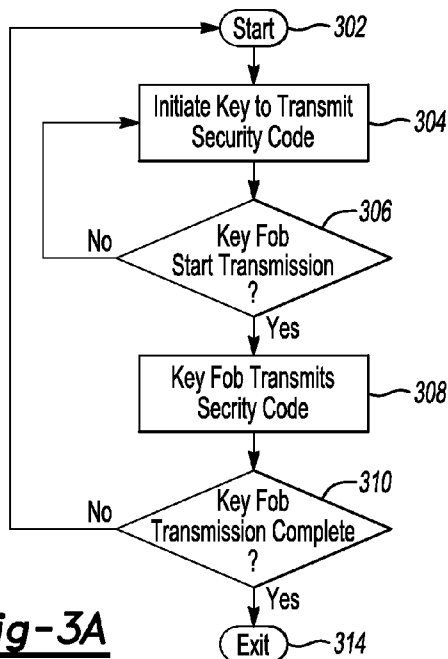 Start
302
Initiate Key to Transmit
Security Code
304
306
Key Fob
Start Transmission
?
No
Yes
Key Fob Transmits
Secrity Code
308
310
Key Fob
Transmission Complete
?
No
Yes
ig-3A
Exit
314